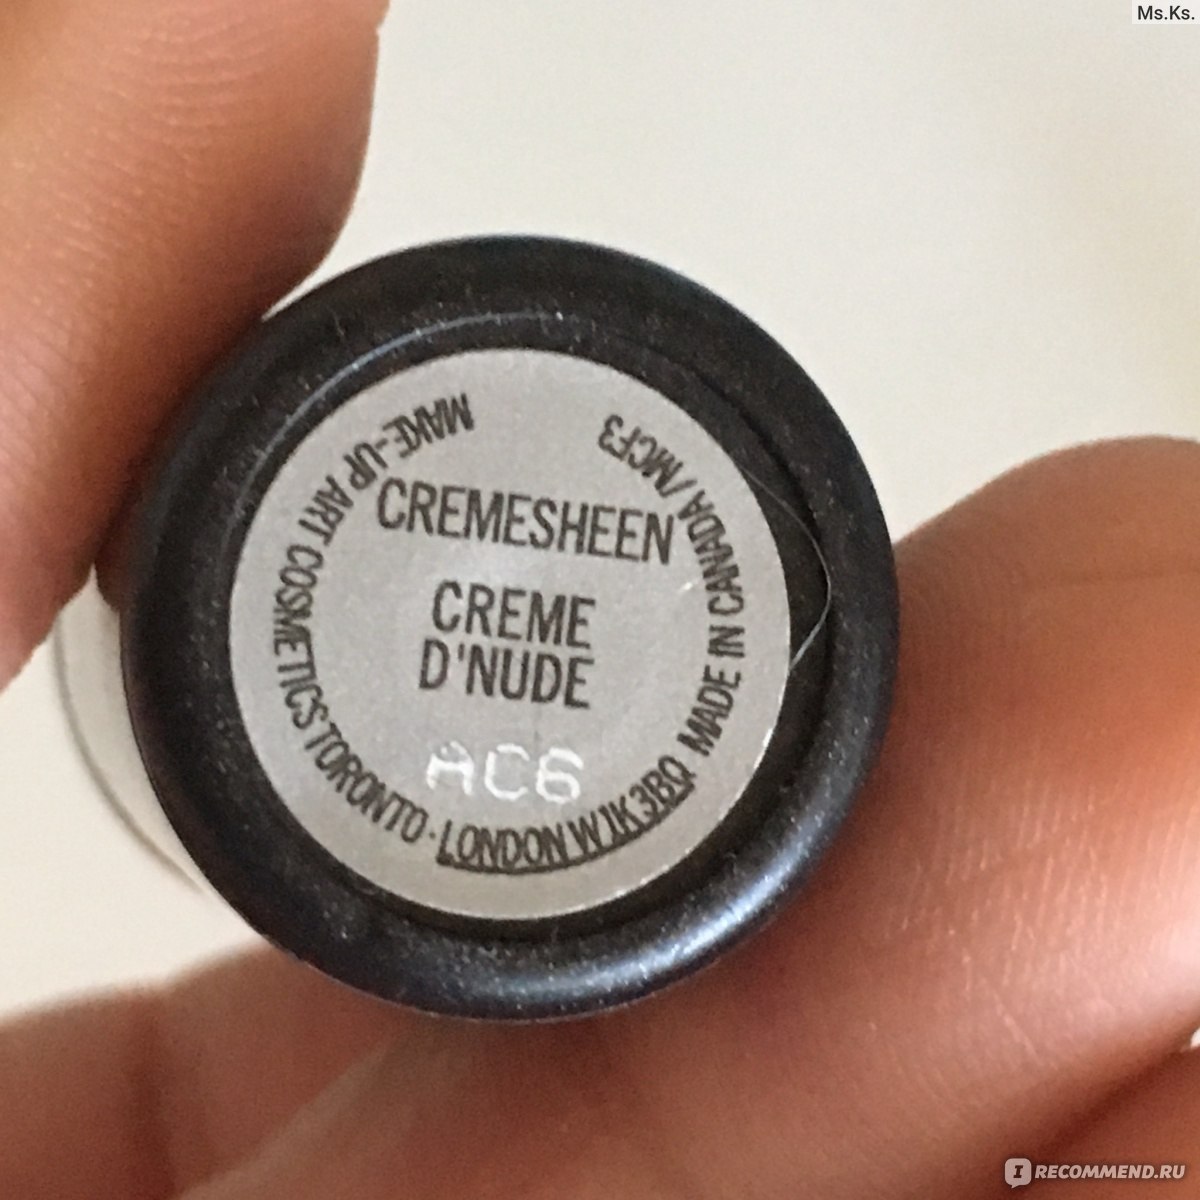 Ms.Ks.
MAKE-UP ART COSMETICS TORONTO · LONDON W1K 3BQ MADE IN CANADA / MCF3
CREMESHEEN
CREME
D'NUDE
AC6
IRECOMMEND.RU